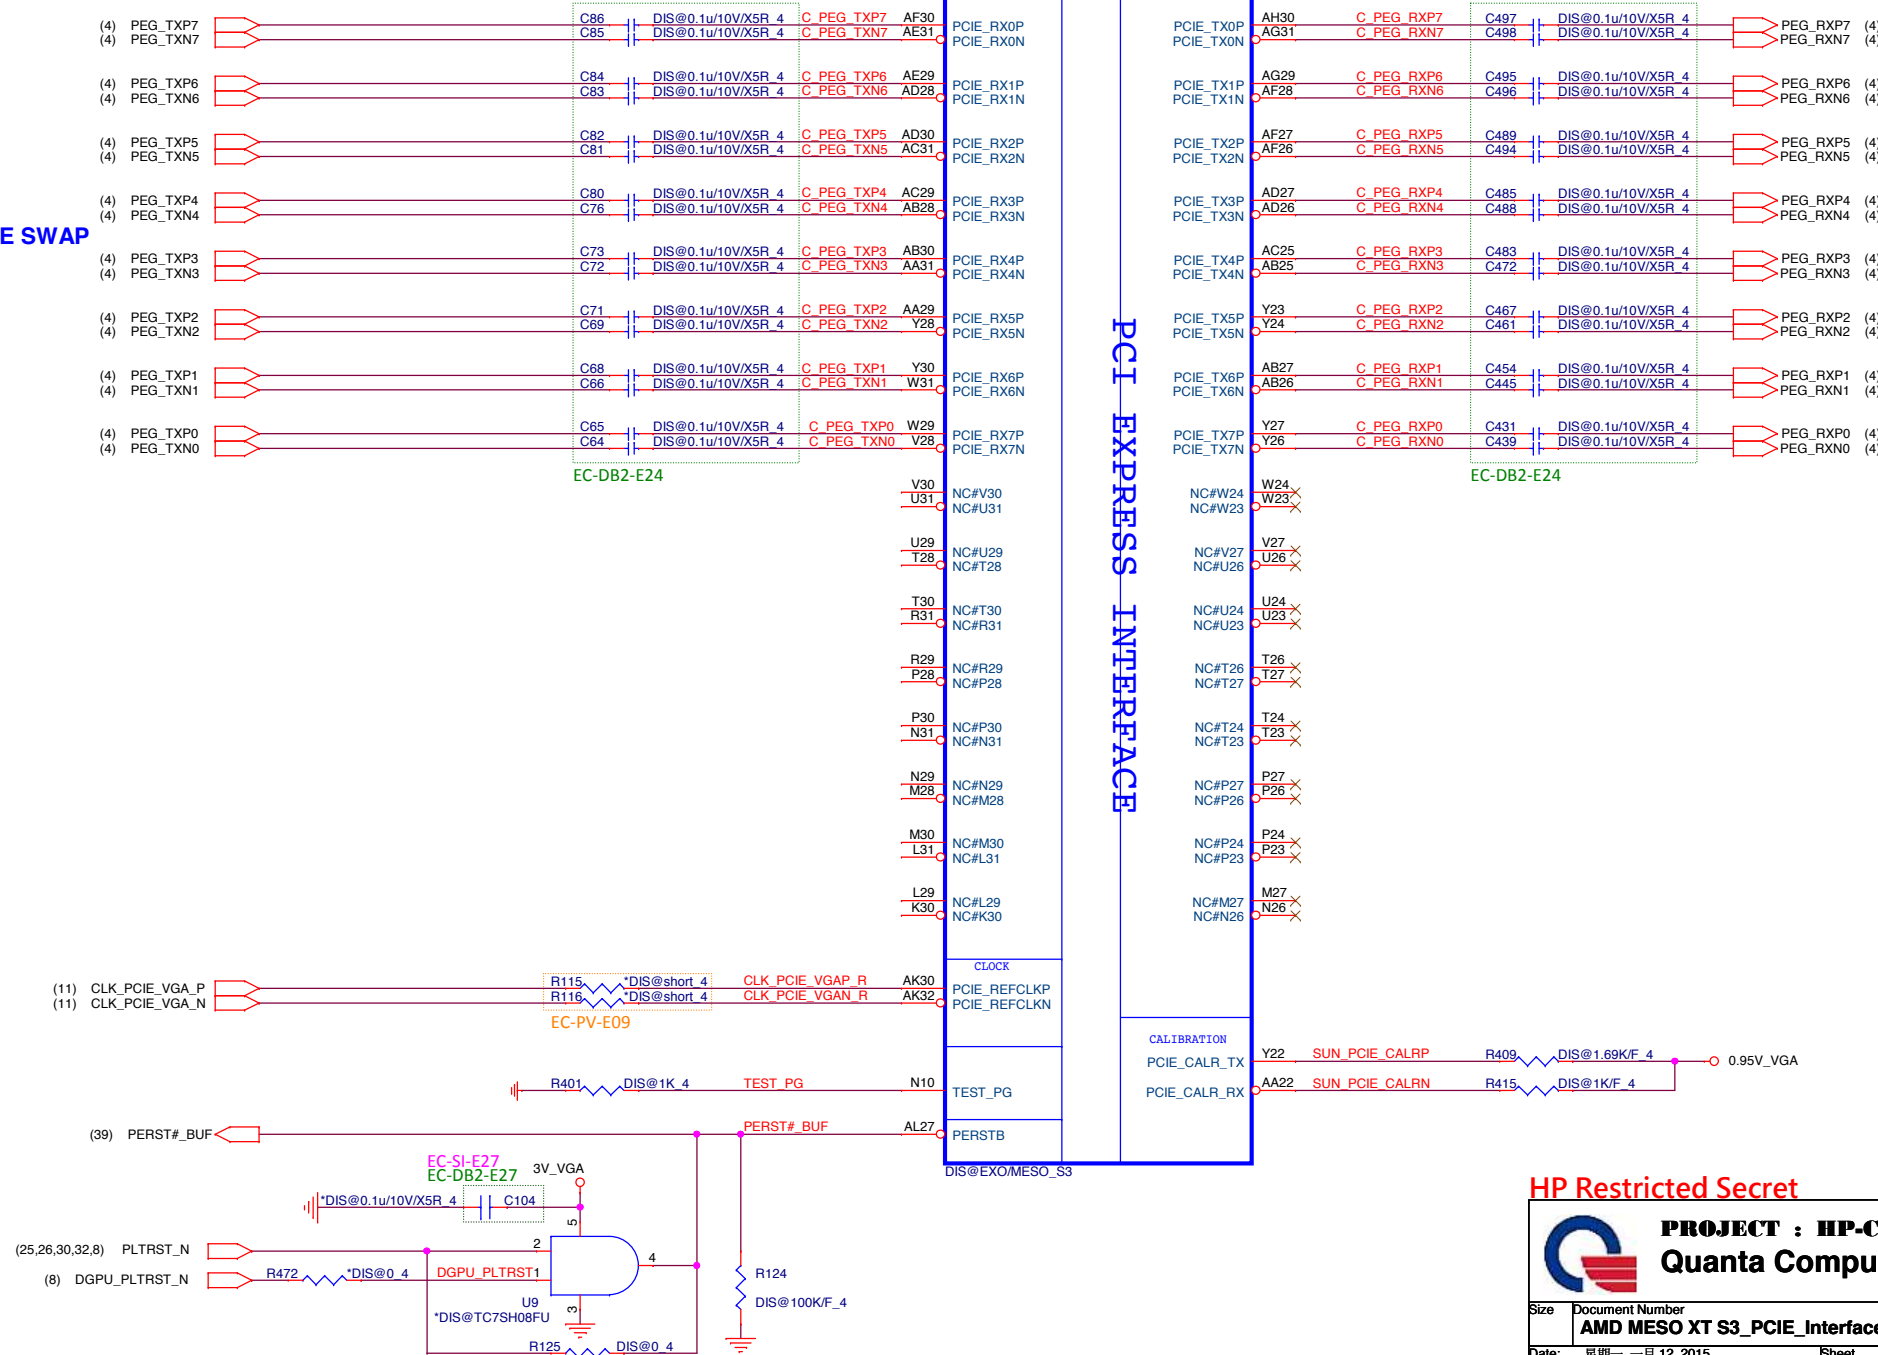 (4) PEG_TXP7 C86 DIS@0.1u/10V/X5R_4 C_PEG_TXP7 AF30 PCIE_RX0P PCIE_TX0P AH30 C_PEG_RXP7 C497 DIS@0.1u/10V/X5R_4 PEG_RXP7 (4)
(4) PEG_TXN7 C85 DIS@0.1u/10V/X5R_4 C_PEG_TXN7 AE31 PCIE_RX0N PCIE_TX0N AG31 C_PEG_RXN7 C498 DIS@0.1u/10V/X5R_4 PEG_RXN7 (4)
(4) PEG_TXP6 C84 DIS@0.1u/10V/X5R_4 C_PEG_TXP6 AE29 PCIE_RX1P PCIE_TX1P AG29 C_PEG_RXP6 C495 DIS@0.1u/10V/X5R_4 PEG_RXP6 (4)
(4) PEG_TXN6 C83 DIS@0.1u/10V/X5R_4 C_PEG_TXN6 AD28 PCIE_RX1N PCIE_TX1N AF28 C_PEG_RXN6 C496 DIS@0.1u/10V/X5R_4 PEG_RXN6 (4)
(4) PEG_TXP5 C82 DIS@0.1u/10V/X5R_4 C_PEG_TXP5 AD30 PCIE_RX2P PCIE_TX2P AF27 C_PEG_RXP5 C489 DIS@0.1u/10V/X5R_4 PEG_RXP5 (4)
(4) PEG_TXN5 C81 DIS@0.1u/10V/X5R_4 C_PEG_TXN5 AC31 PCIE_RX2N PCIE_TX2N AF26 C_PEG_RXN5 C494 DIS@0.1u/10V/X5R_4 PEG_RXN5 (4)
(4) PEG_TXP4 C80 DIS@0.1u/10V/X5R_4 C_PEG_TXP4 AC29 PCIE_RX3P PCIE_TX3P AD27 C_PEG_RXP4 C485 DIS@0.1u/10V/X5R_4 PEG_RXP4 (4)
(4) PEG_TXN4 C76 DIS@0.1u/10V/X5R_4 C_PEG_TXN4 AB28 PCIE_RX3N PCIE_TX3N AD26 C_PEG_RXN4 C488 DIS@0.1u/10V/X5R_4 PEG_RXN4 (4)
E SWAP
(4) PEG_TXP3 C73 DIS@0.1u/10V/X5R_4 C_PEG_TXP3 AB30 PCIE_RX4P PCIE_TX4P AC25 C_PEG_RXP3 C483 DIS@0.1u/10V/X5R_4 PEG_RXP3 (4)
(4) PEG_TXN3 C72 DIS@0.1u/10V/X5R_4 C_PEG_TXN3 AA31 PCIE_RX4N PCIE_TX4N AB25 C_PEG_RXN3 C472 DIS@0.1u/10V/X5R_4 PEG_RXN3 (4)
(4) PEG_TXP2 C71 DIS@0.1u/10V/X5R_4 C_PEG_TXP2 AA29 PCIE_RX5P PCIE_TX5P Y23 C_PEG_RXP2 C467 DIS@0.1u/10V/X5R_4 PEG_RXP2 (4)
(4) PEG_TXN2 C69 DIS@0.1u/10V/X5R_4 C_PEG_TXN2 Y28 PCIE_RX5N PCIE_TX5N Y24 C_PEG_RXN2 C461 DIS@0.1u/10V/X5R_4 PEG_RXN2 (4)
(4) PEG_TXP1 C68 DIS@0.1u/10V/X5R_4 C_PEG_TXP1 Y30 PCIE_RX6P PCIE_TX6P AB27 C_PEG_RXP1 C454 DIS@0.1u/10V/X5R_4 PEG_RXP1 (4)
(4) PEG_TXN1 C66 DIS@0.1u/10V/X5R_4 C_PEG_TXN1 W31 PCIE_RX6N PCIE_TX6N AB26 C_PEG_RXN1 C445 DIS@0.1u/10V/X5R_4 PEG_RXN1 (4)
(4) PEG_TXP0 C65 DIS@0.1u/10V/X5R_4 C_PEG_TXP0 W29 PCIE_RX7P PCIE_TX7P Y27 C_PEG_RXP0 C431 DIS@0.1u/10V/X5R_4 PEG_RXP0 (4)
(4) PEG_TXN0 C64 DIS@0.1u/10V/X5R_4 C_PEG_TXN0 V28 PCIE_RX7N PCIE_TX7N Y26 C_PEG_RXN0 C439 DIS@0.1u/10V/X5R_4 PEG_RXN0 (4)
EC-DB2-E24 EC-DB2-E24
PCI EXPRESS INTERFACE
V30 NC#V30 NC#W24 W24
U31 NC#U31 NC#W23 W23
U29 NC#U29 NC#V27 V27
T28 NC#T28 NC#U26 U26
T30 NC#T30 NC#U24 U24
R31 NC#R31 NC#U23 U23
R29 NC#R29 NC#T26 T26
P28 NC#P28 NC#T27 T27
P30 NC#P30 NC#T24 T24
N31 NC#N31 NC#T23 T23
N29 NC#N29 NC#P27 P27
M28 NC#M28 NC#P26 P26
M30 NC#M30 NC#P24 P24
L31 NC#L31 NC#P23 P23
L29 NC#L29 NC#M27 M27
K30 NC#K30 NC#N26 N26
CLOCK
(11) CLK_PCIE_VGA_P R115 *DIS@short_4 CLK_PCIE_VGAP_R AK30 PCIE_REFCLKP
(11) CLK_PCIE_VGA_N R116 *DIS@short_4 CLK_PCIE_VGAN_R AK32 PCIE_REFCLKN
EC-PV-E09
CALIBRATION
PCIE_CALR_TX Y22 SUN_PCIE_CALRP R409 DIS@1.69K/F_4 0.95V_VGA
R401 DIS@1K_4 TEST_PG N10 TEST_PG PCIE_CALR_RX AA22 SUN_PCIE_CALRN R415 DIS@1K/F_4
(39) PERST#_BUF PERST#_BUF AL27 PERSTB
DIS@EXO/MESO_S3
EC-SI-E27
EC-DB2-E27 3V_VGA
*DIS@0.1u/10V/X5R_4 C104
5
(25,26,30,32,8) PLTRST_N 2
4
(8) DGPU_PLTRST_N R472 *DIS@0_4 DGPU_PLTRST 1
R124
DIS@100K/F_4
U9 3
*DIS@TC7SH08FU
R125 DIS@0_4
HP Restricted Secret
PROJECT : HP-C
Quanta Compu
Size Document Number
AMD MESO XT S3_PCIE_Interface
Date: 星期一, 一月 12, 2015 Sheet